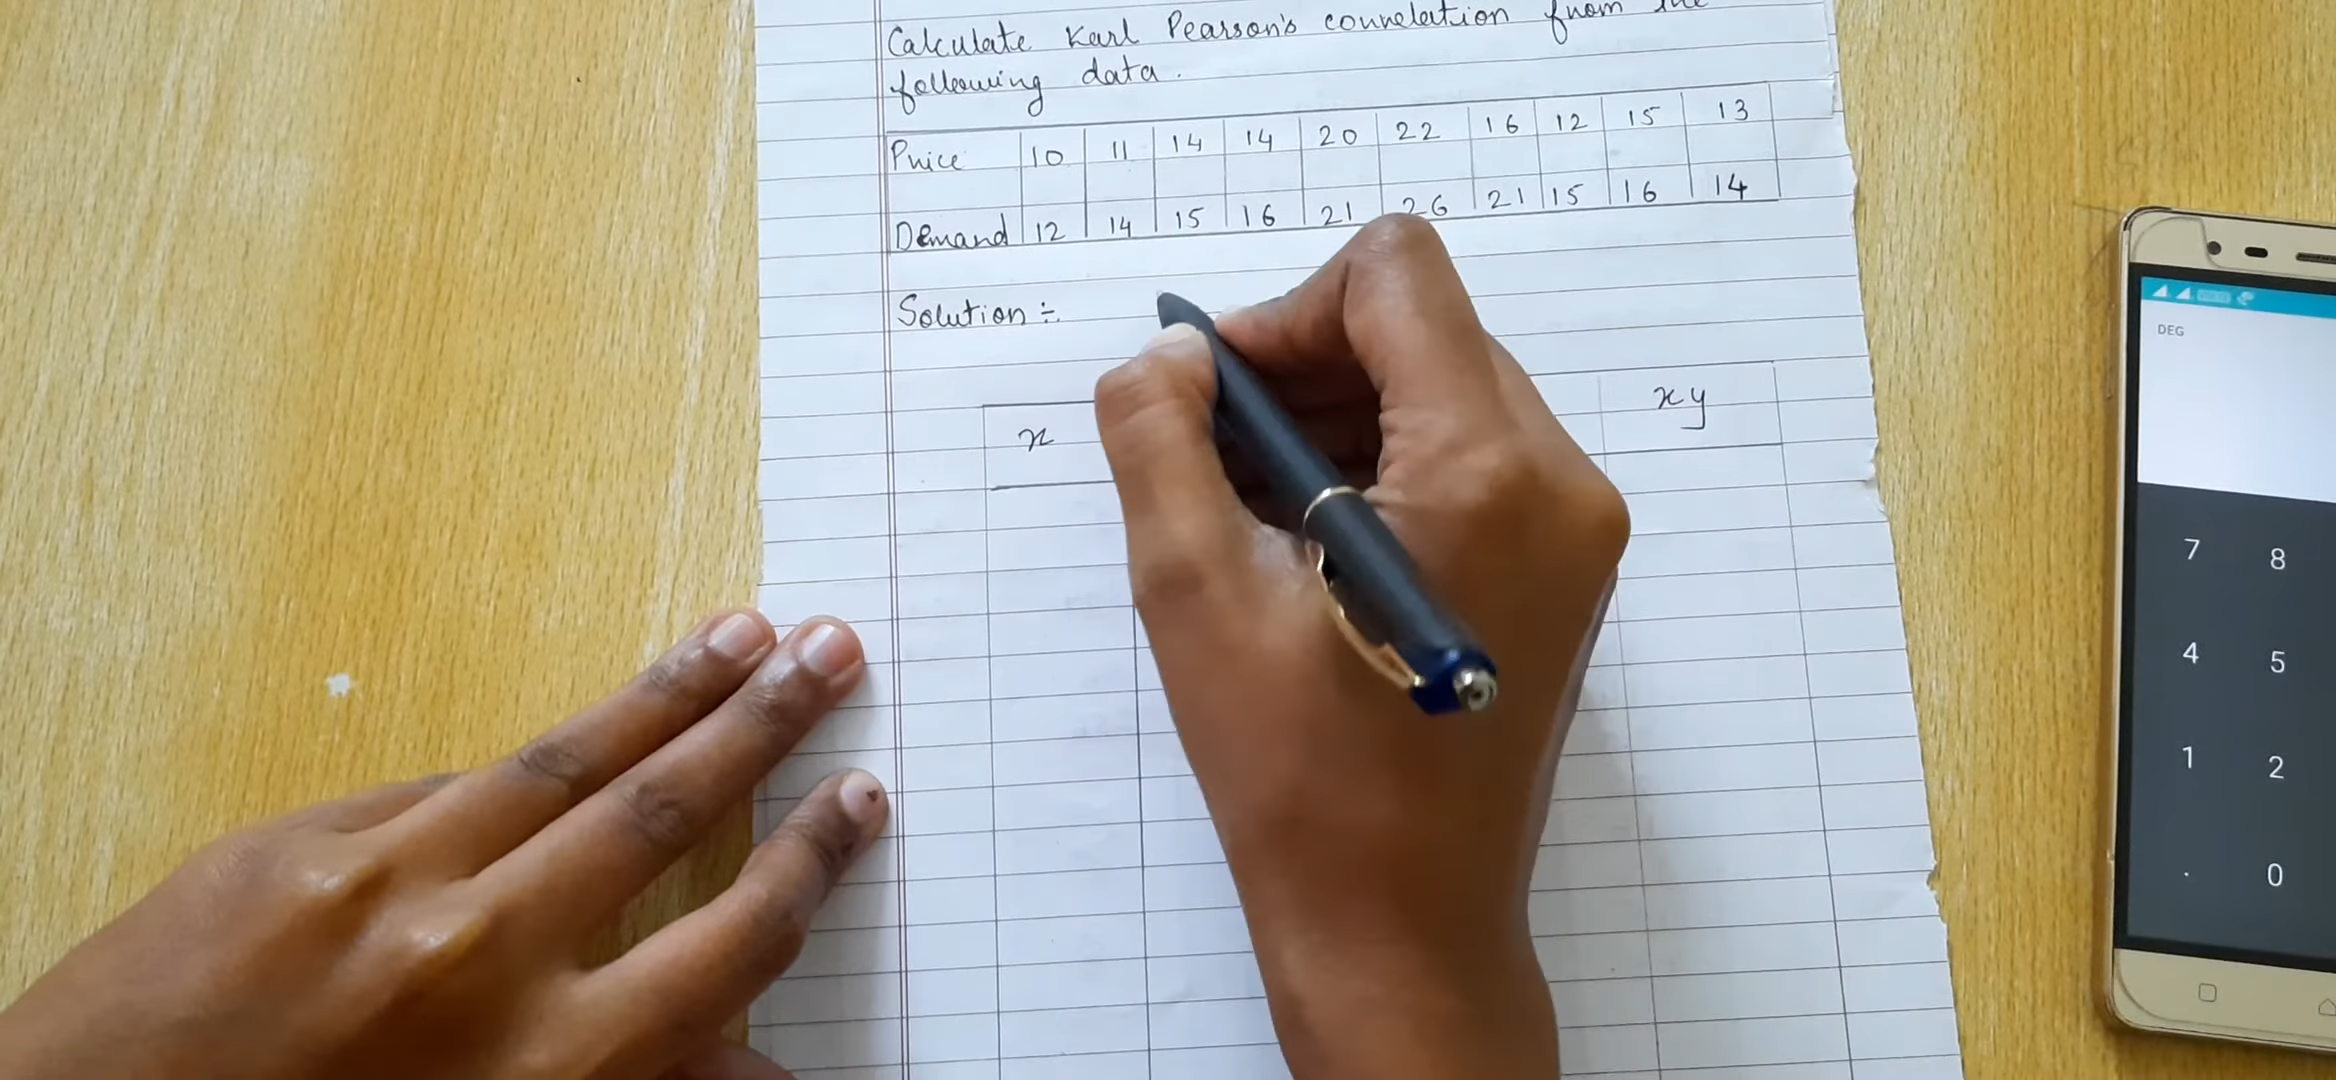 Calculate Karl Pearson's correlation from the
following data.
Price 10 11 14 14 20 22 16 12 15 13
Demand 12 14 15 16 21 26 21 15 16 14
Solution ÷
x xy
DEG
7 8
4 5
1 2
. 0